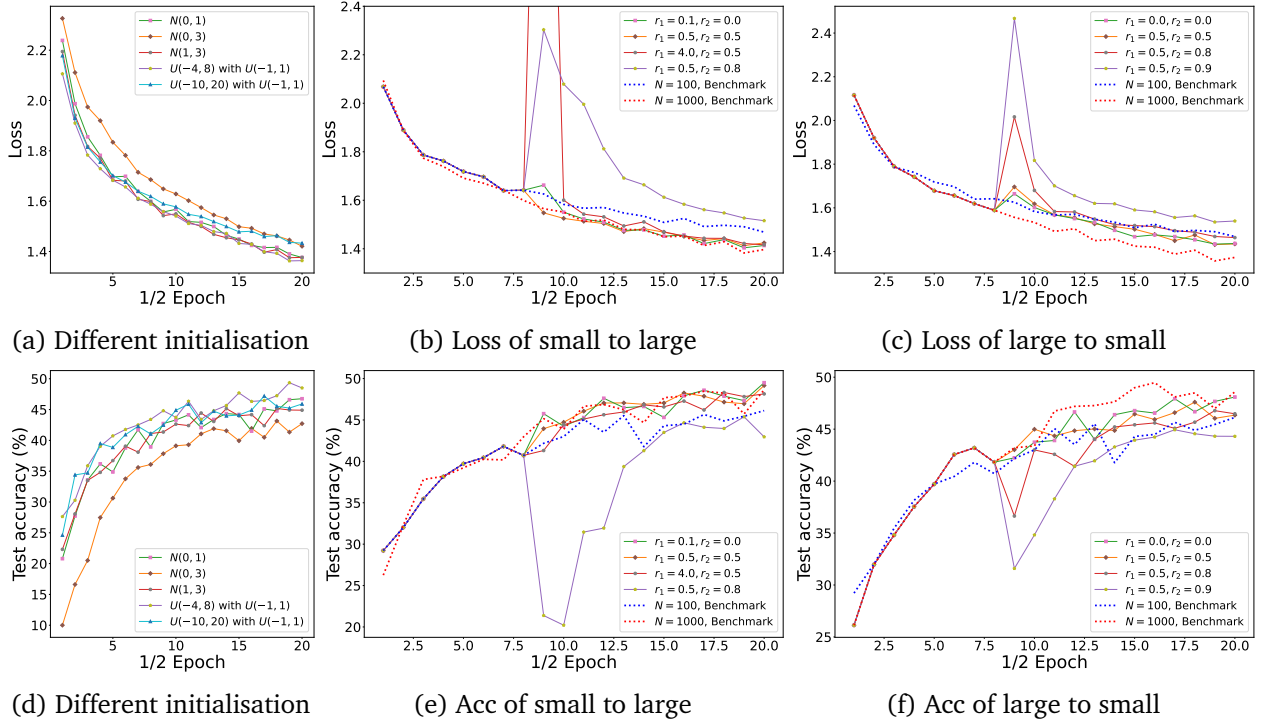 2.2
2.0
1.8
1.6
1.4
Loss
5
10
15
20
1/2 Epoch
N(0, 1)
N(0, 3)
N(1, 3)
U(−4, 8) with U(−1, 1)
U(−10, 20) with U(−1, 1)
(a) Different initialisation
2.4
2.2
2.0
1.8
1.6
1.4
Loss
2.5
5.0
7.5
10.0
12.5
15.0
17.5
20.0
1/2 Epoch
r₁ = 0.1, r₂ = 0.0
r₁ = 0.5, r₂ = 0.5
r₁ = 4.0, r₂ = 0.5
r₁ = 0.5, r₂ = 0.8
N = 100, Benchmark
N = 1000, Benchmark
(b) Loss of small to large
2.4
2.2
2.0
1.8
1.6
1.4
Loss
2.5
5.0
7.5
10.0
12.5
15.0
17.5
20.0
1/2 Epoch
r₁ = 0.0, r₂ = 0.0
r₁ = 0.5, r₂ = 0.5
r₁ = 0.5, r₂ = 0.8
r₁ = 0.5, r₂ = 0.9
N = 100, Benchmark
N = 1000, Benchmark
(c) Loss of large to small
50
45
40
35
30
25
20
15
10
Test accuracy (%)
5
10
15
20
1/2 Epoch
N(0, 1)
N(0, 3)
N(1, 3)
U(−4, 8) with U(−1, 1)
U(−10, 20) with U(−1, 1)
(d) Different initialisation
50
40
30
20
Test accuracy (%)
2.5
5.0
7.5
10.0
12.5
15.0
17.5
20.0
1/2 Epoch
r₁ = 0.1, r₂ = 0.0
r₁ = 0.5, r₂ = 0.5
r₁ = 4.0, r₂ = 0.5
r₁ = 0.5, r₂ = 0.8
N = 100, Benchmark
N = 1000, Benchmark
(e) Acc of small to large
50
45
40
35
30
25
Test accuracy (%)
2.5
5.0
7.5
10.0
12.5
15.0
17.5
20.0
1/2 Epoch
r₁ = 0.0, r₂ = 0.0
r₁ = 0.5, r₂ = 0.5
r₁ = 0.5, r₂ = 0.8
r₁ = 0.5, r₂ = 0.9
N = 100, Benchmark
N = 1000, Benchmark
(f) Acc of large to small